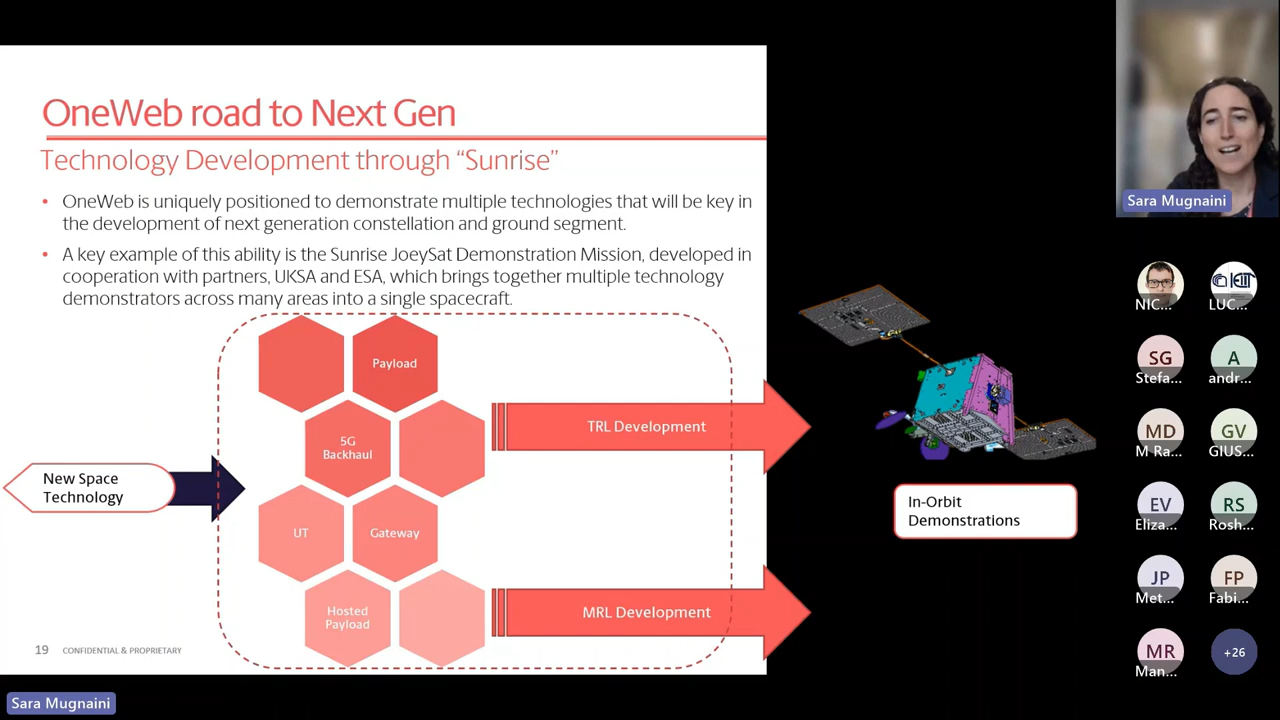 OneWeb road to Next Gen
Technology Development through “Sunrise”
• OneWeb is uniquely positioned to demonstrate multiple technologies that will be key in
the development of next generation constellation and ground segment.
• A key example of this ability is the Sunrise JoeySat Demonstration Mission, developed in
cooperation with partners, UKSA and ESA, which brings together multiple technology
demonstrators across many areas into a single spacecraft.
Payload
5G
Backhaul
UT
Gateway
Hosted
Payload
New Space
Technology
TRL Development
MRL Development
In-Orbit
Demonstrations
19 CONFIDENTIAL & PROPRIETARY
Sara Mugnaini
Sara Mugnaini
NIC...
LUC...
SG
Stefa...
A
andr...
MD
M Ra...
GV
GIUS...
EV
Eliza...
RS
Rosh...
JP
Met...
FP
Fabi...
MR
Man...
+26